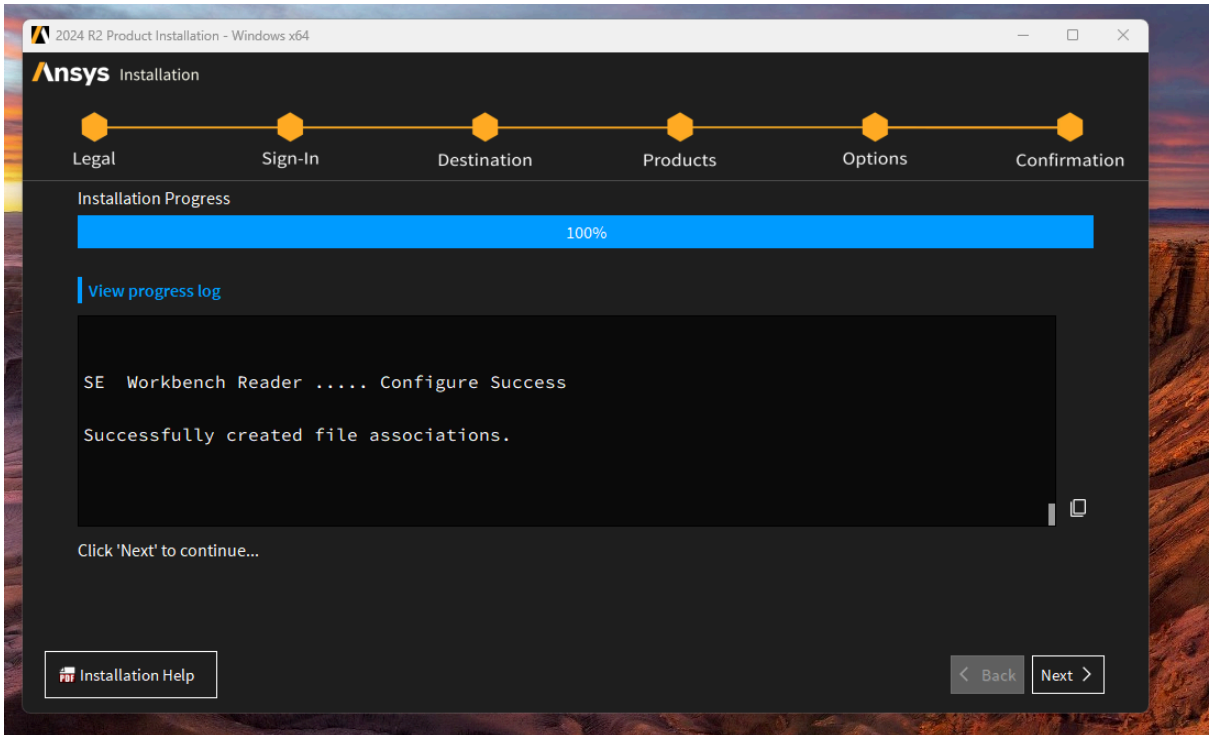 2024 R2 Product Installation - Windows x64
Ansys Installation
Legal Sign-In Destination Products Options Confirmation
Installation Progress
100%
View progress log
SE  Workbench Reader ..... Configure Success
Successfully created file associations.
Click 'Next' to continue...
PDF Installation Help
Back Next